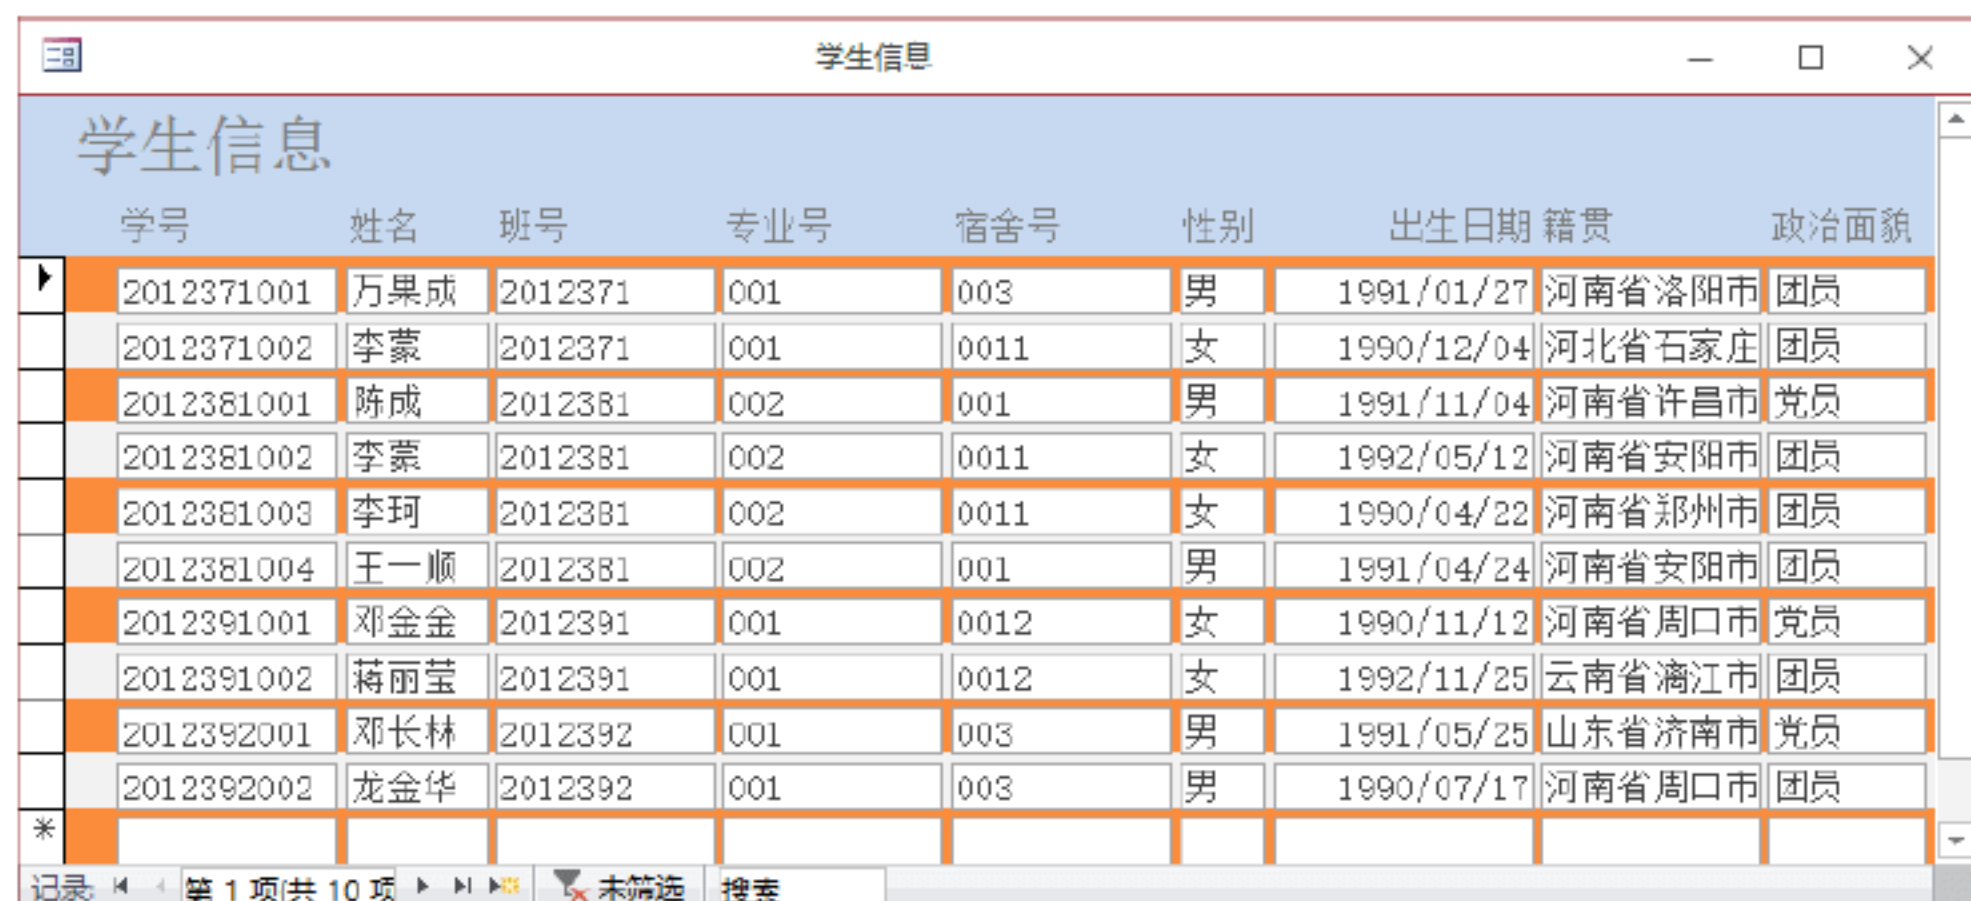 学生信息
学生信息
学号 姓名 班号 专业号 宿舍号 性别 出生日期 籍贯 政治面貌
2012371001 万果成 2012371 001 003 男 1991/01/27 河南省洛阳市 团员
2012371002 李蒙 2012371 001 0011 女 1990/12/04 河北省石家庄 团员
2012381001 陈成 2012381 002 001 男 1991/11/04 河南省许昌市 党员
2012381002 李蒙 2012381 002 0011 女 1992/05/12 河南省安阳市 团员
2012381003 李珂 2012381 002 0011 女 1990/04/22 河南省郑州市 团员
2012381004 王一顺 2012381 002 001 男 1991/04/24 河南省安阳市 团员
2012391001 邓金金 2012391 001 0012 女 1990/11/12 河南省周口市 党员
2012391002 蒋丽莹 2012391 001 0012 女 1992/11/25 云南省漓江市 团员
2012392001 邓长林 2012392 001 003 男 1991/05/25 山东省济南市 党员
2012392002 龙金华 2012392 001 003 男 1990/07/17 河南省周口市 团员
记录: 第 1 项(共 10 项 未筛选 搜索